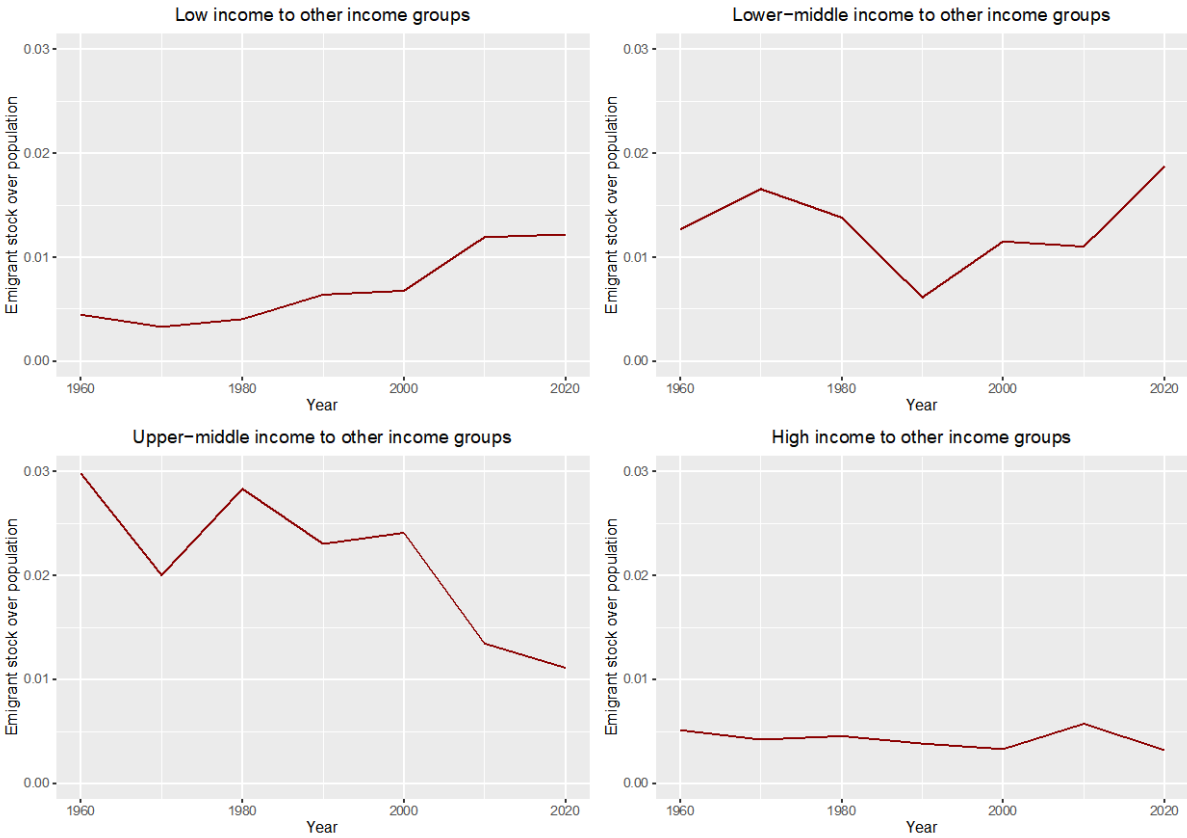 Low income to other income groups
Emigrant stock over population
0.03
0.02
0.01
0.00
1960 1980 2000 2020
Year
Lower−middle income to other income groups
Emigrant stock over population
0.03
0.02
0.01
0.00
1960 1980 2000 2020
Year
Upper−middle income to other income groups
Emigrant stock over population
0.03
0.02
0.01
0.00
1960 1980 2000 2020
Year
High income to other income groups
Emigrant stock over population
0.03
0.02
0.01
0.00
1960 1980 2000 2020
Year